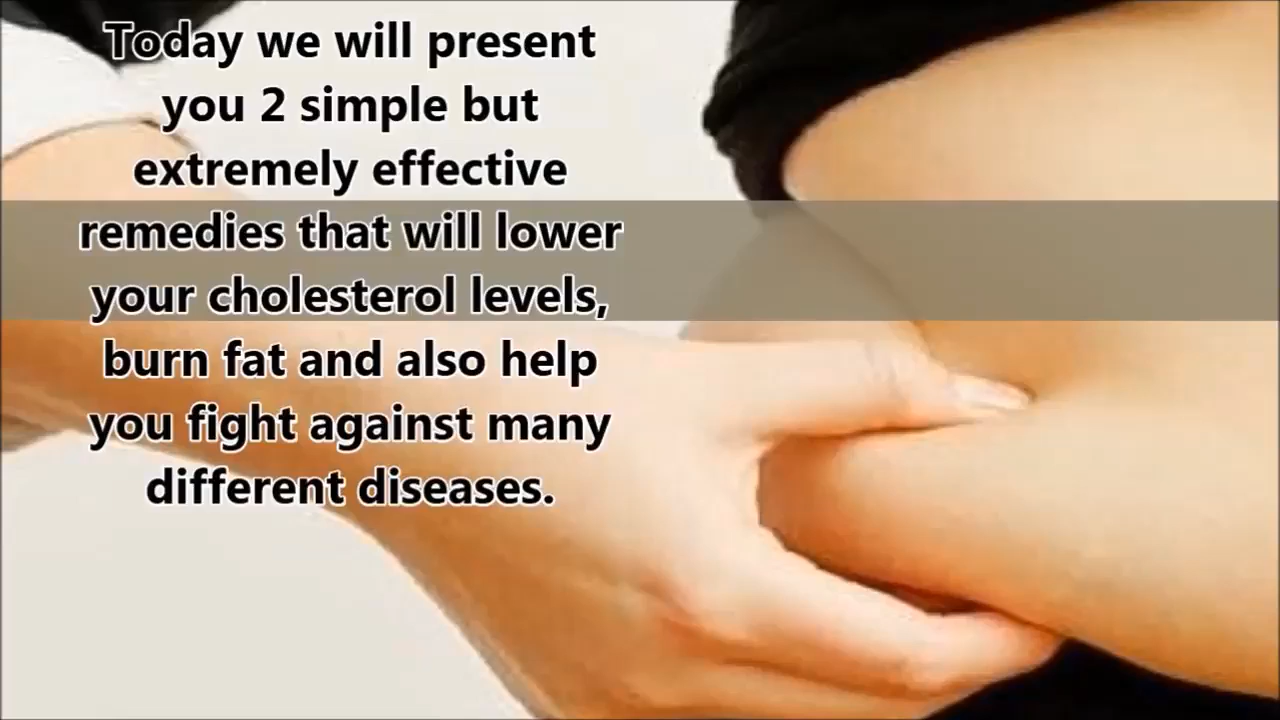 Today we will present
you 2 simple but
extremely effective
remedies that will lower
your cholesterol levels,
burn fat and also help
you fight against many
different diseases.